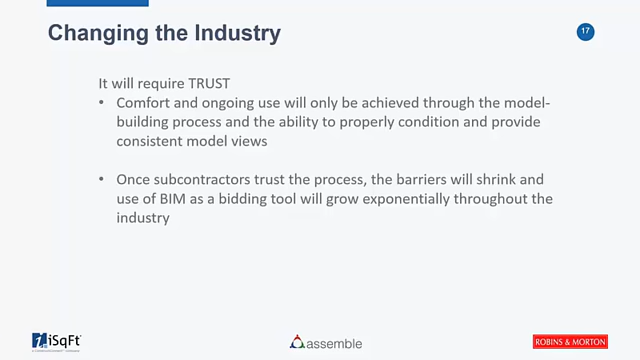 Changing the Industry
17
It will require TRUST
• Comfort and ongoing use will only be achieved through the model-
building process and the ability to properly condition and provide
consistent model views
• Once subcontractors trust the process, the barriers will shrink and
use of BIM as a bidding tool will grow exponentially throughout the
industry
iSqFt
assemble
ROBINS & MORTON